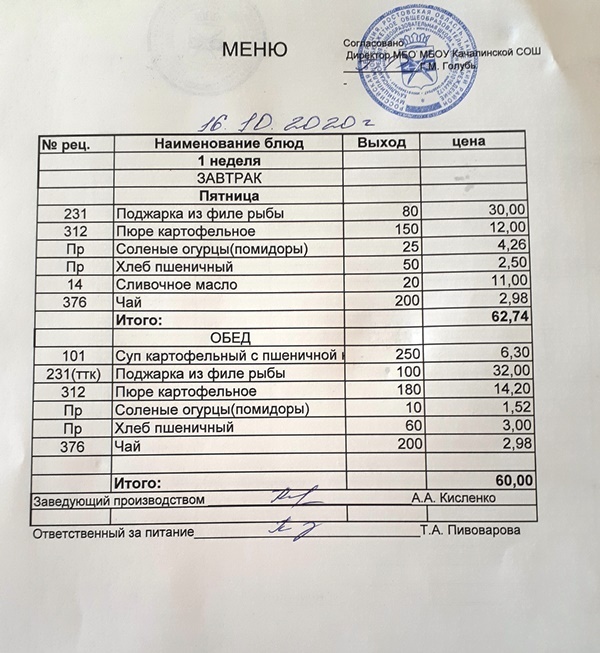 МЕНЮ
Согласовано
Директор МБО МБОУ Качалинской СОШ
Г.М. Голубь
16.10.2020г
№ рец. Наименование блюд Выход цена
1 неделя
ЗАВТРАК
Пятница
231 Поджарка из филе рыбы 80 30,00
312 Пюре картофельное 150 12,00
Пр Соленые огурцы(помидоры) 25 4,26
Пр Хлеб пшеничный 50 2,50
14 Сливочное масло 20 11,00
376 Чай 200 2,98
Итого: 62,74
ОБЕД
101 Суп картофельный с пшеничной 250 6,30
231(ттк) Поджарка из филе рыбы 100 32,00
312 Пюре картофельное 180 14,20
Пр Соленые огурцы(помидоры) 10 1,52
Пр Хлеб пшеничный 60 3,00
376 Чай 200 2,98
Итого: 60,00
Заведующий производством А.А. Кисленко
Ответственный за питание Т.А. Пивоварова